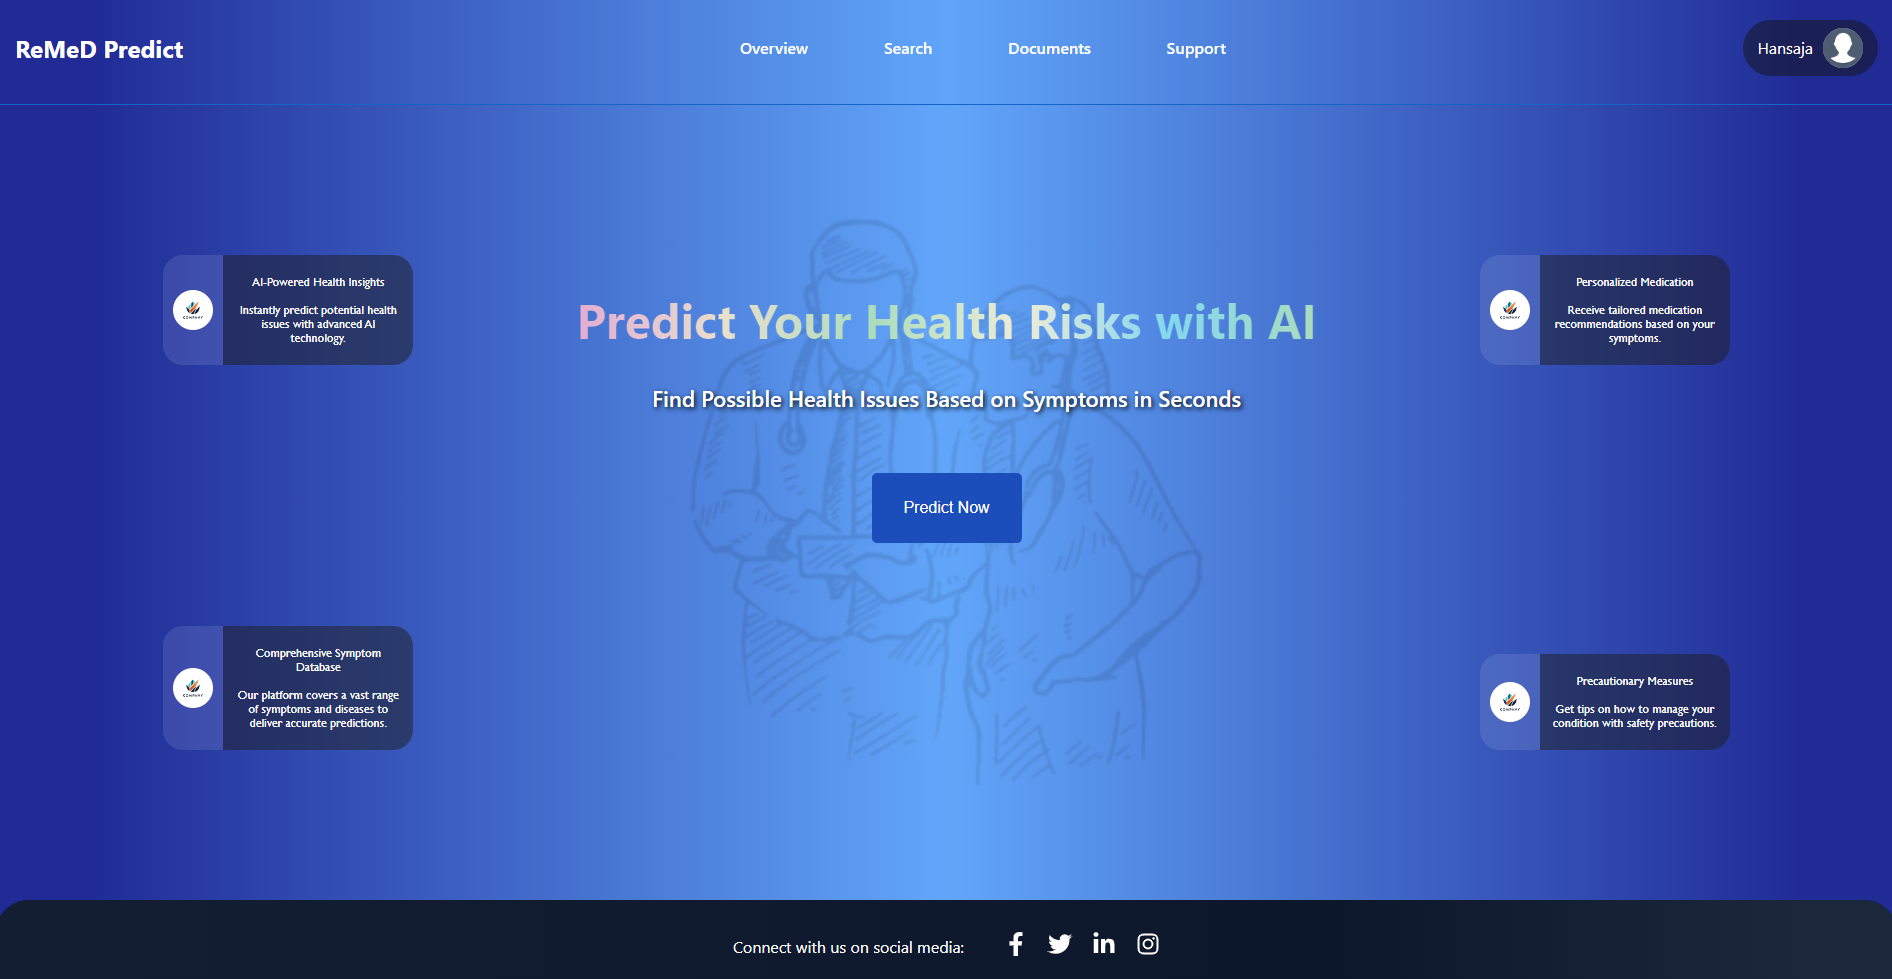 ReMeD Predict
Overview
Search
Documents
Support
Hansaja
AI-Powered Health Insights
Instantly predict potential health
issues with advanced AI
technology.
COMPANY
Personalized Medication
Receive tailored medication
recommendations based on your
symptoms.
COMPANY
Predict Your Health Risks with AI
Find Possible Health Issues Based on Symptoms in Seconds
Predict Now
Comprehensive Symptom
Database
Our platform covers a vast range
of symptoms and diseases to
deliver accurate predictions.
COMPANY
Precautionary Measures
Get tips on how to manage your
condition with safety precautions.
COMPANY
Connect with us on social media: